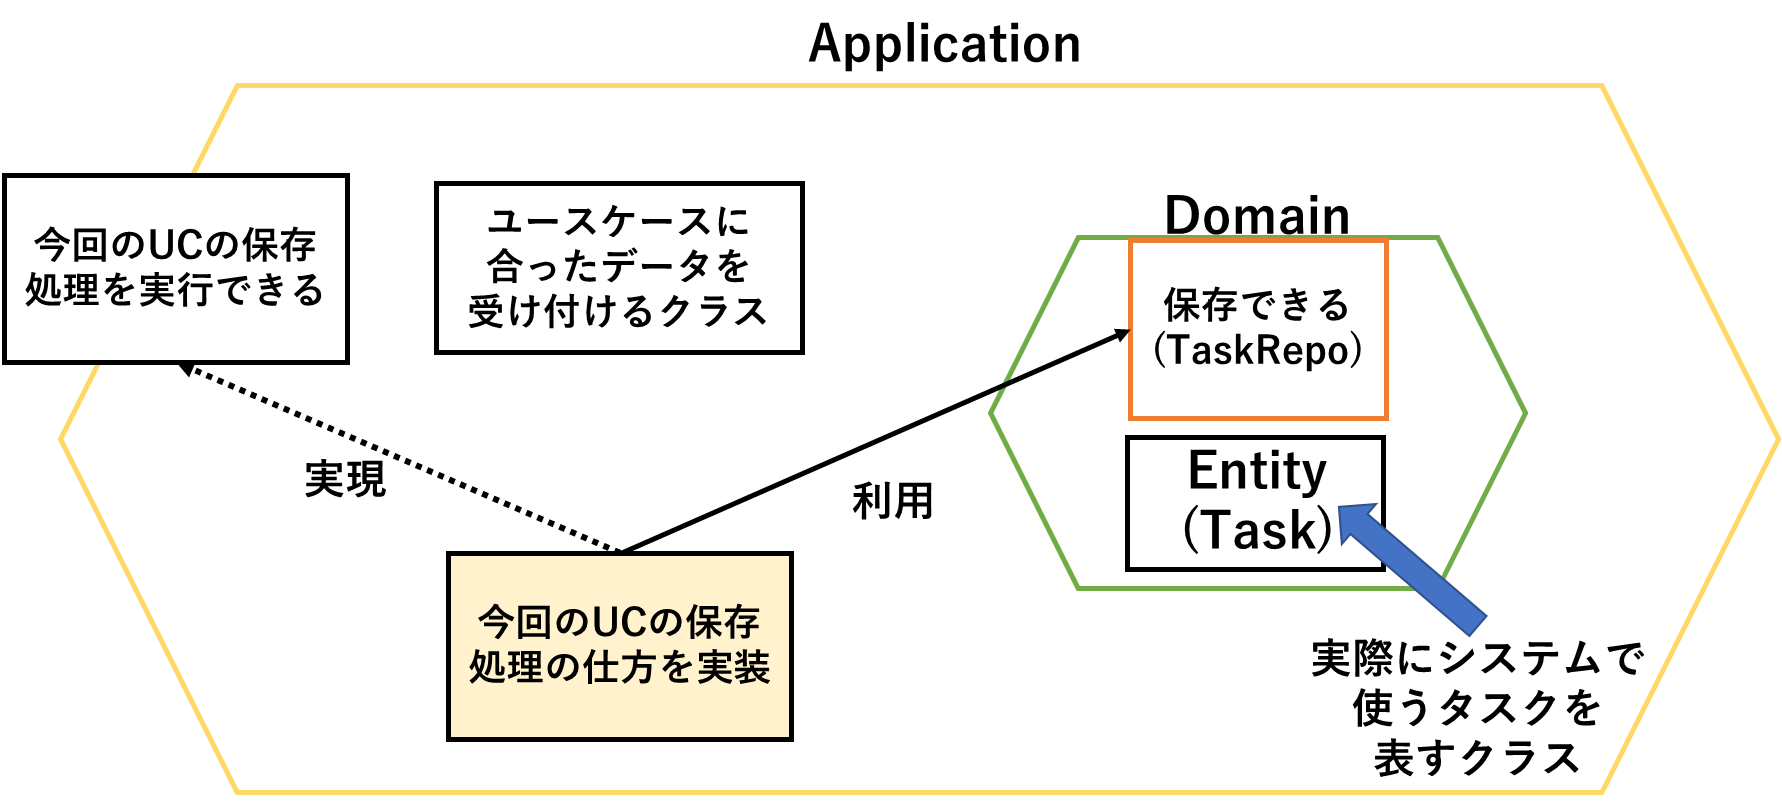 Application
今回のUCの保存
処理を実行できる
ユースケースに
合ったデータを
受け付けるクラス
Domain
保存できる
(TaskRepo)
Entity
(Task)
実現
利用
今回のUCの保存
処理の仕方を実装
実際にシステムで
使うタスクを
表すクラス